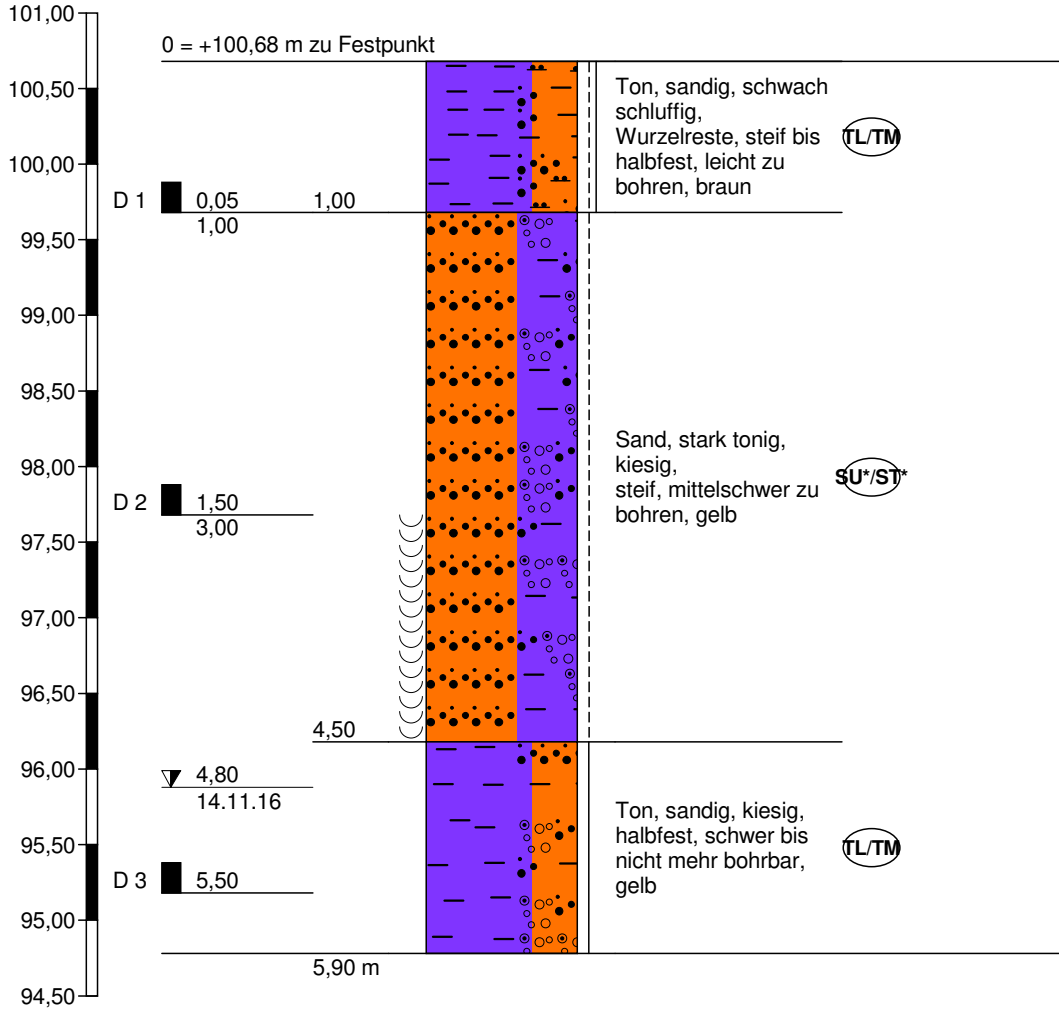 101,00
0 = +100,68 m zu Festpunkt
100,50
Ton, sandig, schwach
schluffig,
Wurzelreste, steif bis
halbfest, leicht zu
bohren, braun
TL/TM
100,00
D 1
0,05
1,00
1,00
99,50
99,00
98,50
98,00
Sand, stark tonig,
kiesig,
steif, mittelschwer zu
bohren, gelb
SU*/ST*
D 2
1,50
3,00
97,50
97,00
96,50
4,50
96,00
4,80
14.11.16
Ton, sandig, kiesig,
halbfest, schwer bis
nicht mehr bohrbar,
gelb
TL/TM
95,50
D 3
5,50
95,00
5,90 m
94,50